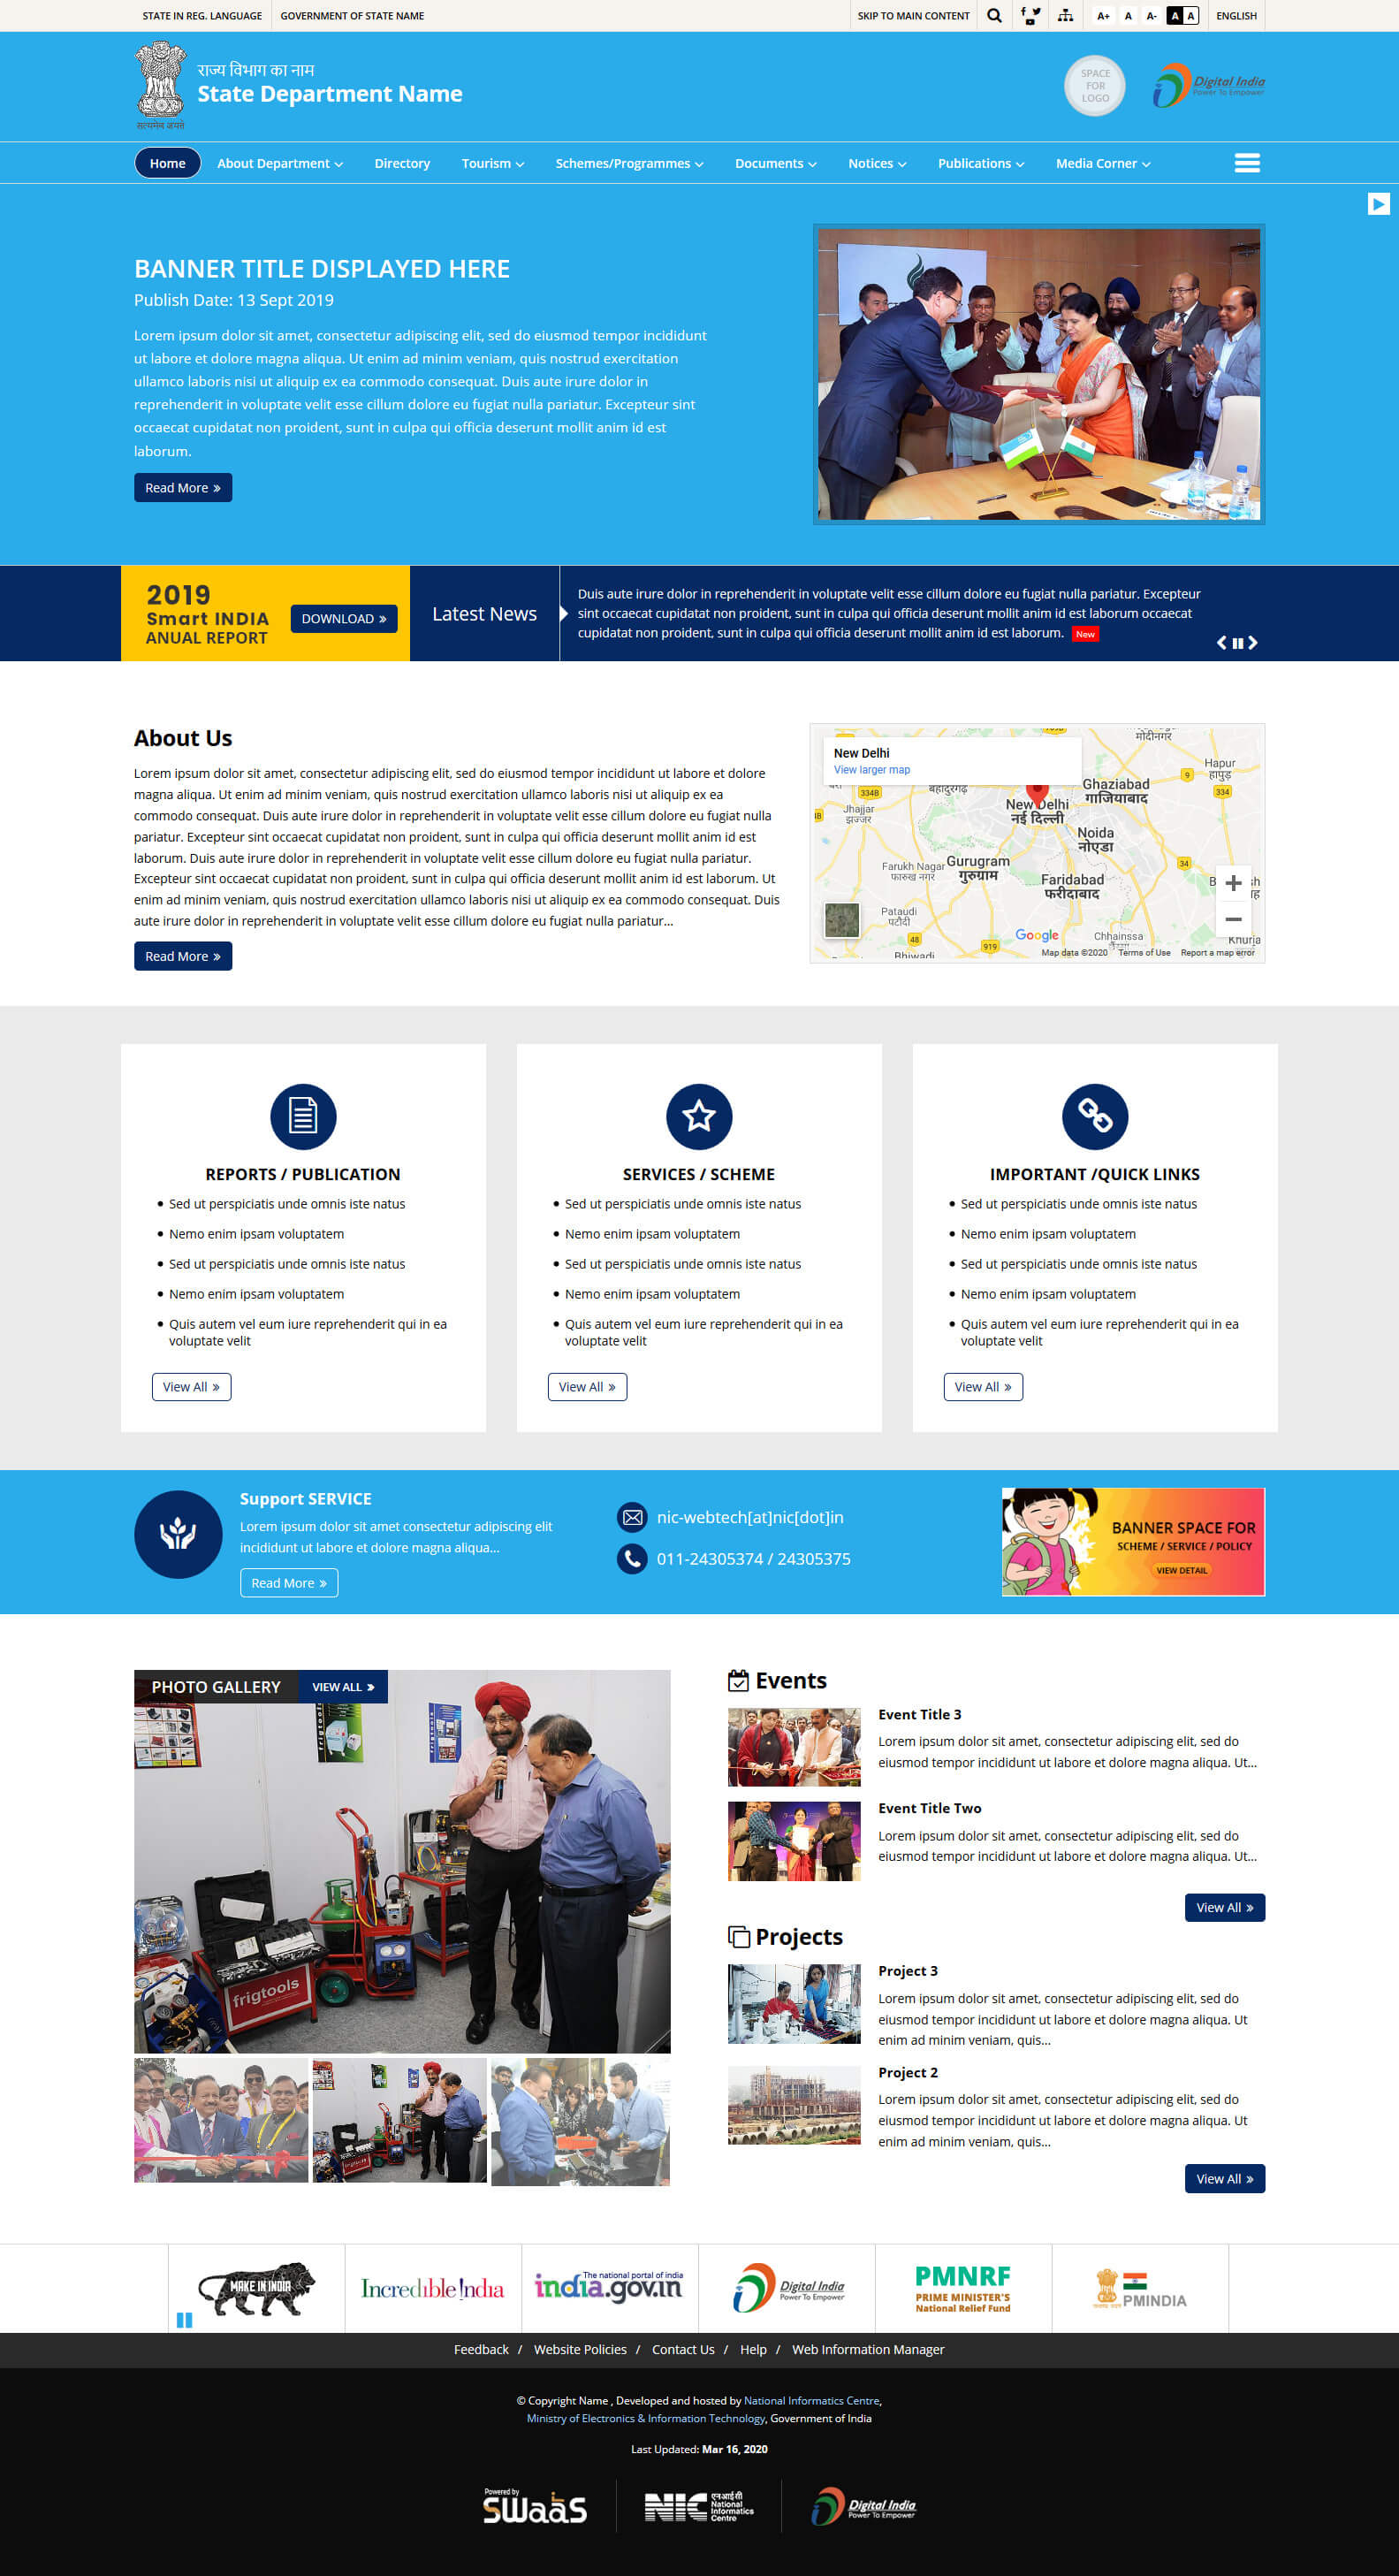 STATE IN REG. LANGUAGE
GOVERNMENT OF STATE NAME
SKIP TO MAIN CONTENT
A+ A A- A A
ENGLISH
राज्य विभाग का नाम
State Department Name
सत्यमेव जयते
SPACE
FOR
LOGO
Digital India
Power To Empower
Home
About Department
Directory
Tourism
Schemes/Programmes
Documents
Notices
Publications
Media Corner
BANNER TITLE DISPLAYED HERE
Publish Date: 13 Sept 2019
Lorem ipsum dolor sit amet, consectetur adipiscing elit, sed do eiusmod tempor incididunt
ut labore et dolore magna aliqua. Ut enim ad minim veniam, quis nostrud exercitation
ullamco laboris nisi ut aliquip ex ea commodo consequat. Duis aute irure dolor in
reprehenderit in voluptate velit esse cillum dolore eu fugiat nulla pariatur. Excepteur sint
occaecat cupidatat non proident, sunt in culpa qui officia deserunt mollit anim id est
laborum.
Read More »
2019
Smart INDIA
ANUAL REPORT
DOWNLOAD »
Latest News
Duis aute irure dolor in reprehenderit in voluptate velit esse cillum dolore eu fugiat nulla pariatur. Excepteur
sint occaecat cupidatat non proident, sunt in culpa qui officia deserunt mollit anim id est laborum occaecat
cupidatat non proident, sunt in culpa qui officia deserunt mollit anim id est laborum. New
About Us
Lorem ipsum dolor sit amet, consectetur adipiscing elit, sed do eiusmod tempor incididunt ut labore et dolore
magna aliqua. Ut enim ad minim veniam, quis nostrud exercitation ullamco laboris nisi ut aliquip ex ea
commodo consequat. Duis aute irure dolor in reprehenderit in voluptate velit esse cillum dolore eu fugiat nulla
pariatur. Excepteur sint occaecat cupidatat non proident, sunt in culpa qui officia deserunt mollit anim id est
laborum. Duis aute irure dolor in reprehenderit in voluptate velit esse cillum dolore eu fugiat nulla pariatur.
Excepteur sint occaecat cupidatat non proident, sunt in culpa qui officia deserunt mollit anim id est laborum. Ut
enim ad minim veniam, quis nostrud exercitation ullamco laboris nisi ut aliquip ex ea commodo consequat. Duis
aute irure dolor in reprehenderit in voluptate velit esse cillum dolore eu fugiat nulla pariatur...
Read More »
New Delhi
View larger map
मोदीनगर
Hapur
हापुड़
9
334
Ghaziabad
गाज़ियाबाद
बहादुरगढ़
334B
Jhajjar
झज्जर
New Delhi
नई दिल्ली
Noida
नोएडा
34
Farukh Nagar
फारुख नगर
Gurugram
गुरुग्राम
Faridabad
फरीदाबाद
Pataudi
पटौदी
48
919
Bhiwadi
Google
Chhainssa
Khurja
Map data ©2020
Terms of Use
Report a map error
REPORTS / PUBLICATION
Sed ut perspiciatis unde omnis iste natus
Nemo enim ipsam voluptatem
Sed ut perspiciatis unde omnis iste natus
Nemo enim ipsam voluptatem
Quis autem vel eum iure reprehenderit qui in ea
voluptate velit
View All »
SERVICES / SCHEME
Sed ut perspiciatis unde omnis iste natus
Nemo enim ipsam voluptatem
Sed ut perspiciatis unde omnis iste natus
Nemo enim ipsam voluptatem
Quis autem vel eum iure reprehenderit qui in ea
voluptate velit
View All »
IMPORTANT /QUICK LINKS
Sed ut perspiciatis unde omnis iste natus
Nemo enim ipsam voluptatem
Sed ut perspiciatis unde omnis iste natus
Nemo enim ipsam voluptatem
Quis autem vel eum iure reprehenderit qui in ea
voluptate velit
View All »
Support SERVICE
Lorem ipsum dolor sit amet consectetur adipiscing elit
incididunt ut labore et dolore magna aliqua...
Read More »
nic-webtech[at]nic[dot]in
011-24305374 / 24305375
BANNER SPACE FOR
SCHEME / SERVICE / POLICY
VIEW DETAIL
PHOTO GALLERY
VIEW ALL »
frigtools
frigtools
Events
Event Title 3
Lorem ipsum dolor sit amet, consectetur adipiscing elit, sed do
eiusmod tempor incididunt ut labore et dolore magna aliqua. Ut...
Event Title Two
Lorem ipsum dolor sit amet, consectetur adipiscing elit, sed do
eiusmod tempor incididunt ut labore et dolore magna aliqua. Ut...
View All »
Projects
Project 3
Lorem ipsum dolor sit amet, consectetur adipiscing elit, sed do
eiusmod tempor incididunt ut labore et dolore magna aliqua. Ut
enim ad minim veniam, quis...
Project 2
Lorem ipsum dolor sit amet, consectetur adipiscing elit, sed do
eiusmod tempor incididunt ut labore et dolore magna aliqua. Ut
enim ad minim veniam, quis...
View All »
MAKE IN INDIA
Incredible !ndia
The national portal of india
india.gov.in
Digital India
Power To Empower
PMNRF
PRIME MINISTER'S
National Relief Fund
PMINDIA
Feedback / Website Policies / Contact Us / Help / Web Information Manager
© Copyright Name , Developed and hosted by National Informatics Centre,
Ministry of Electronics & Information Technology, Government of India
Last Updated: Mar 16, 2020
Powered by
SWaaS
NIC
एनआईसी
National
Informatics
Centre
Digital India
Power To Empower